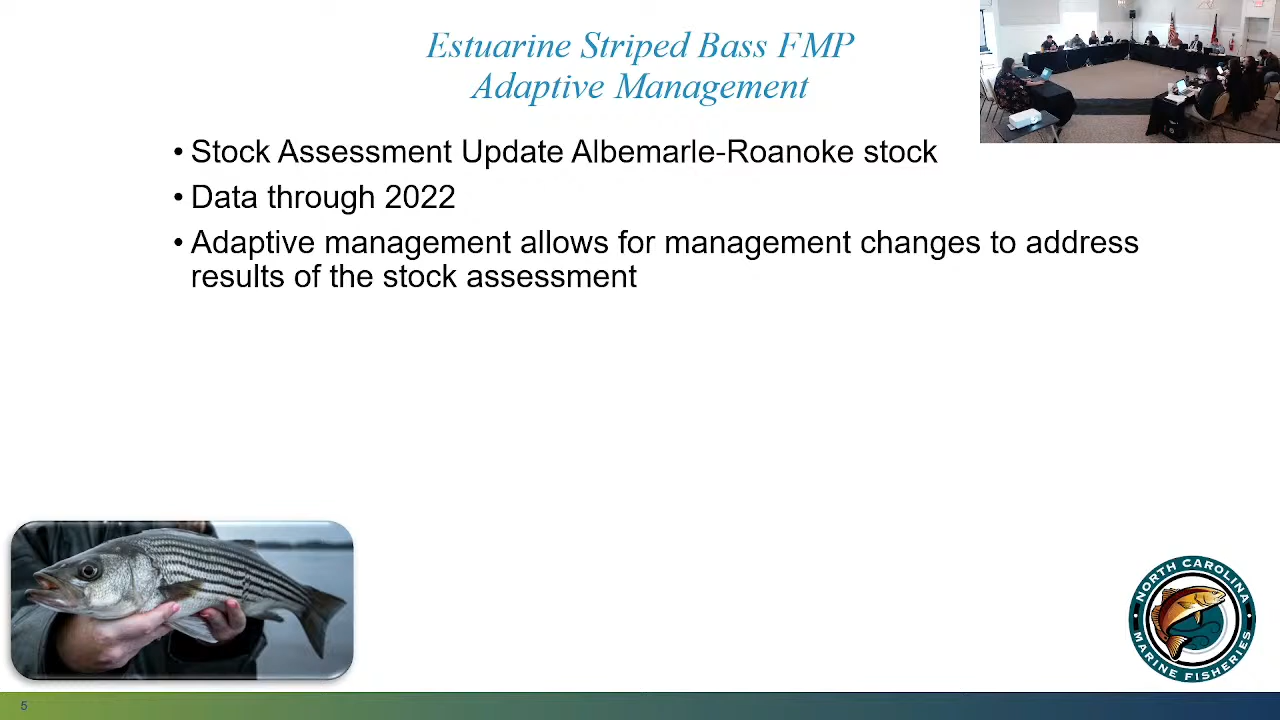 Estuarine Striped Bass FMP
Adaptive Management
• Stock Assessment Update Albemarle-Roanoke stock
• Data through 2022
• Adaptive management allows for management changes to address
results of the stock assessment
NORTH CAROLINA
MARINE FISHERIES
5